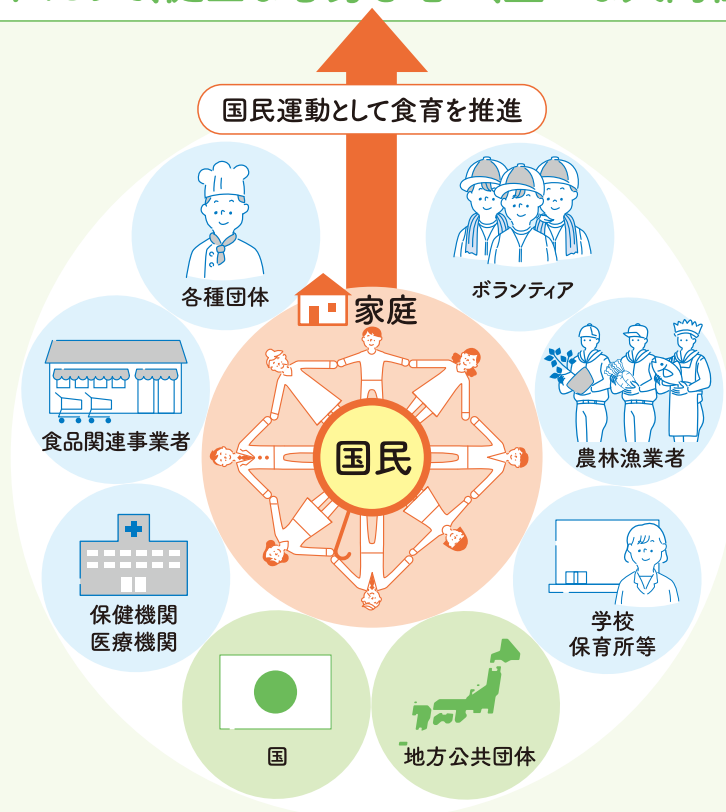 国民運動として食育を推進
各種団体
ボランティア
家庭
食品関連事業者
国民
農林漁業者
保健機関
医療機関
学校
保育所等
国
地方公共団体